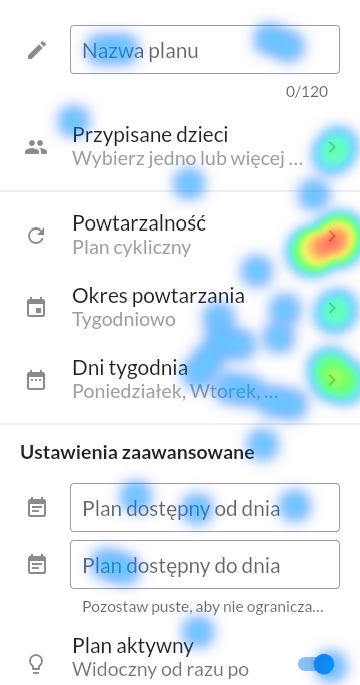 Nazwa planu
0/120
Przypisane dzieci
Wybierz jedno lub więcej ...
Powtarzalność
Plan cykliczny
Okres powtarzania
Tygodniowo
Dni tygodnia
Poniedziałek, Wtorek, ...
Ustawienia zaawansowane
Plan dostępny od dnia
Plan dostępny do dnia
Pozostaw puste, aby nie ogranicza...
Plan aktywny
Widoczny od razu po